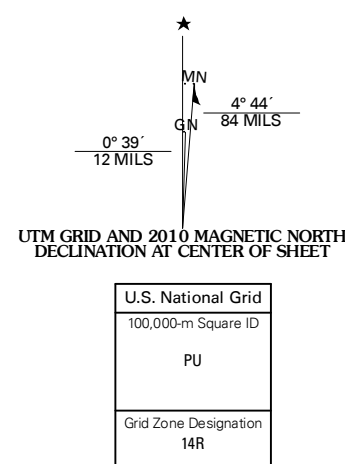 MN
GN
4° 44´
84 MILS
0° 39´
12 MILS
UTM GRID AND 2010 MAGNETIC NORTH
DECLINATION AT CENTER OF SHEET
U.S. National Grid
100,000-m Square ID
PU
Grid Zone Designation
14R